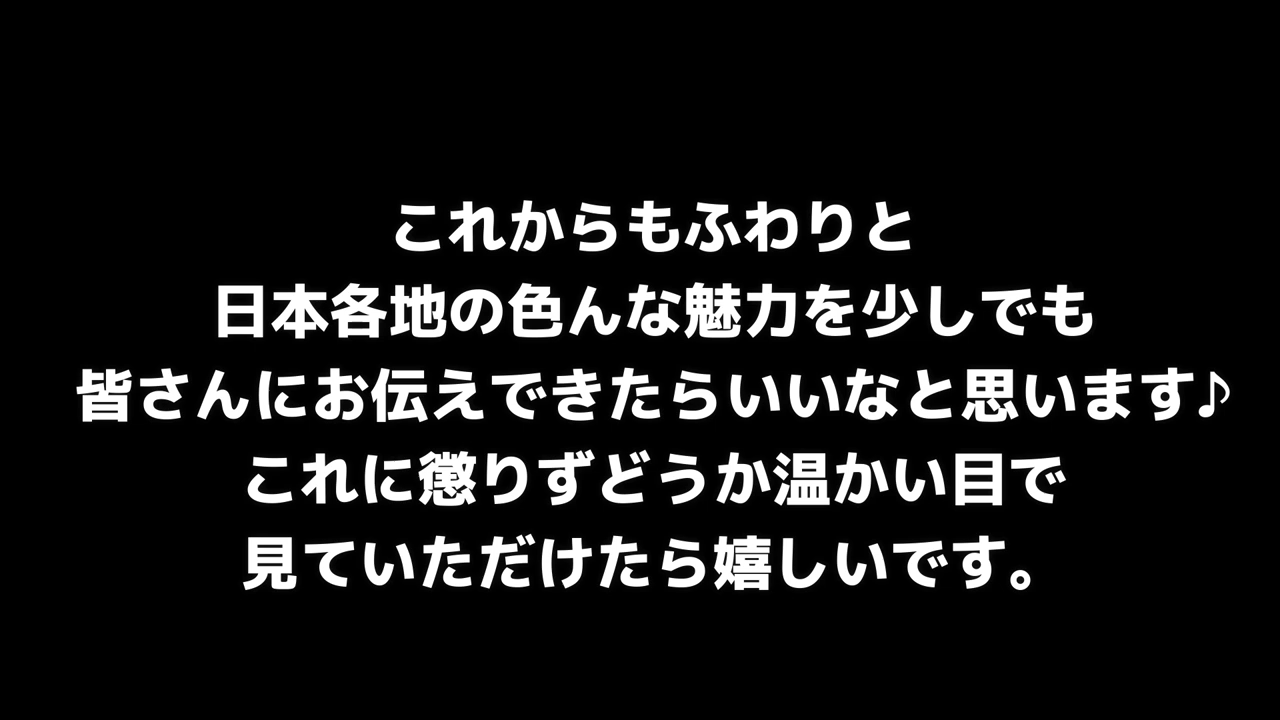 これからもふわりと
日本各地の色んな魅力を少しでも
皆さんにお伝えできたらいいなと思います♪
これに懲りずどうか温かい目で
見ていただけたら嬉しいです。